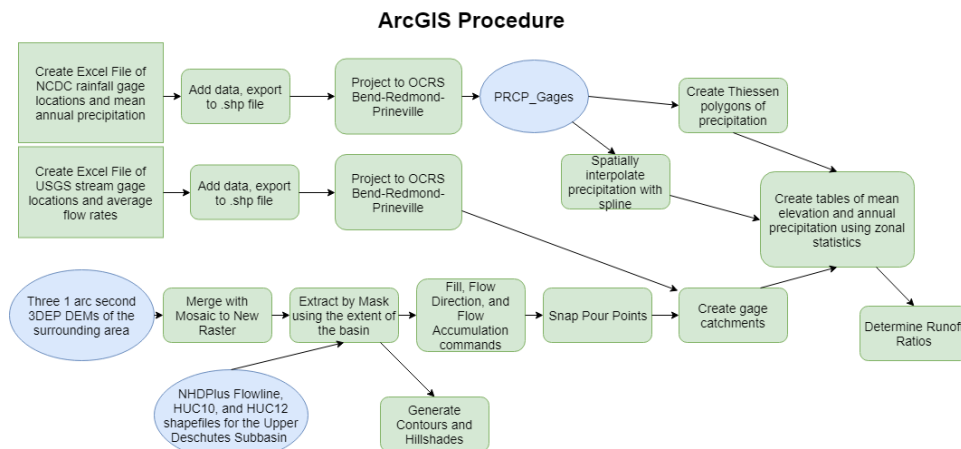 ArcGIS Procedure
Create Excel File of
NCDC rainfall gage
locations and mean
annual precipitation
Add data, export
to .shp file
Project to OCRS
Bend-Redmond-
Prineville
PRCP_Gages
Create Thiessen
polygons of
precipitation
Create Excel File of
USGS stream gage
locations and average
flow rates
Add data, export
to .shp file
Project to OCRS
Bend-Redmond-
Prineville
Spatially
interpolate
precipitation with
spline
Create tables of mean
elevation and annual
precipitation using zonal
statistics
Three 1 arc second
3DEP DEMs of the
surrounding area
Merge with
Mosaic to New
Raster
Extract by Mask
using the extent of
the basin
Fill, Flow
Direction, and
Flow
Accumulation
commands
Snap Pour Points
Create gage
catchments
Determine Runoff
Ratios
NHDPlus Flowline,
HUC10, and HUC12
shapefiles for the Upper
Deschutes Subbasin
Generate
Contours and
Hillshades